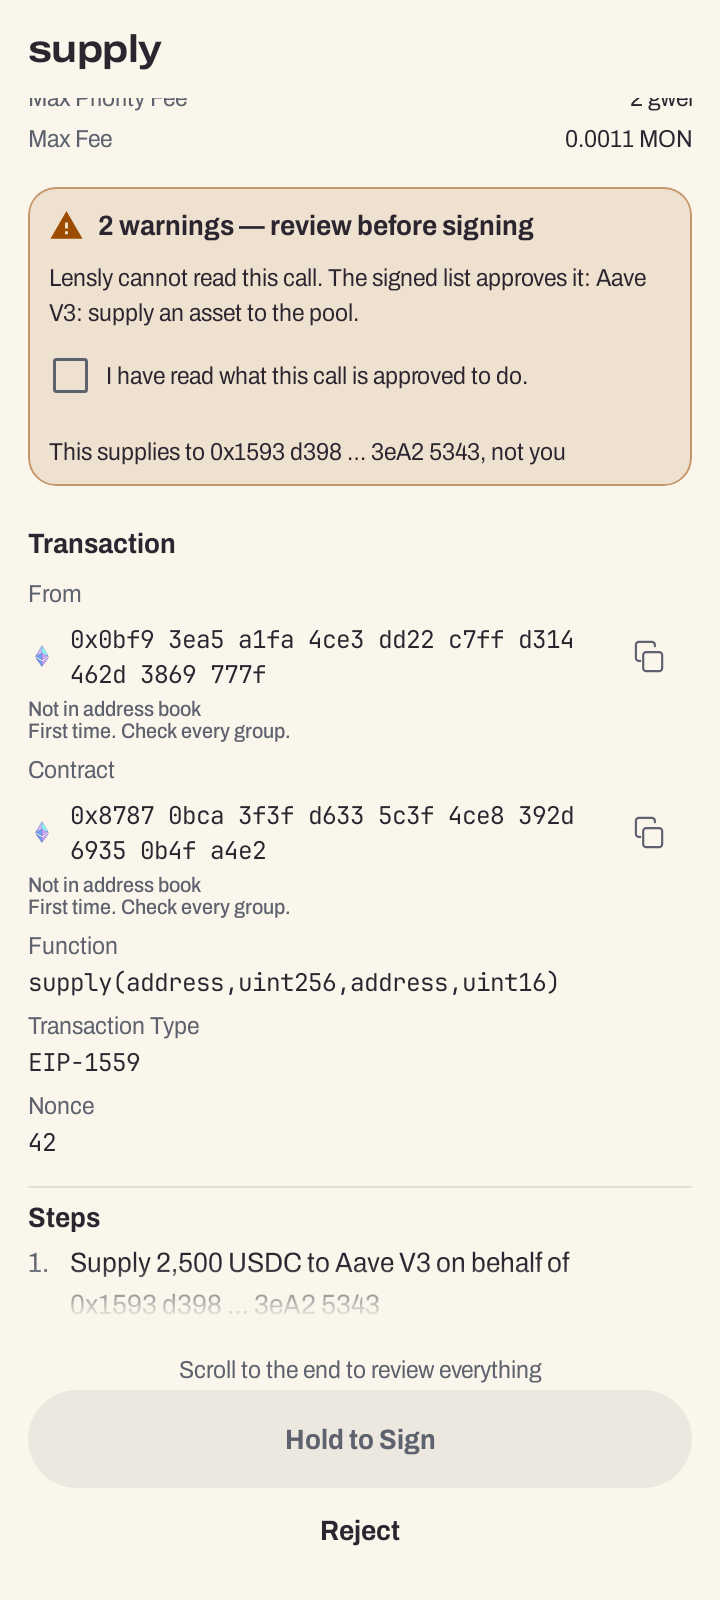 supply
Max Priority Fee 2 gwei
Max Fee 0.0011 MON
2 warnings — review before signing
Lensly cannot read this call. The signed list approves it: Aave
V3: supply an asset to the pool.
I have read what this call is approved to do.
This supplies to 0x1593 d398 ... 3eA2 5343, not you
Transaction
From
0x0bf9 3ea5 a1fa 4ce3 dd22 c7ff d314
462d 3869 777f
Not in address book
First time. Check every group.
Contract
0x8787 0bca 3f3f d633 5c3f 4ce8 392d
6935 0b4f a4e2
Not in address book
First time. Check every group.
Function
supply(address,uint256,address,uint16)
Transaction Type
EIP-1559
Nonce
42
Steps
1. Supply 2,500 USDC to Aave V3 on behalf of
0x1593 d398 ... 3eA2 5343
Scroll to the end to review everything
Hold to Sign
Reject